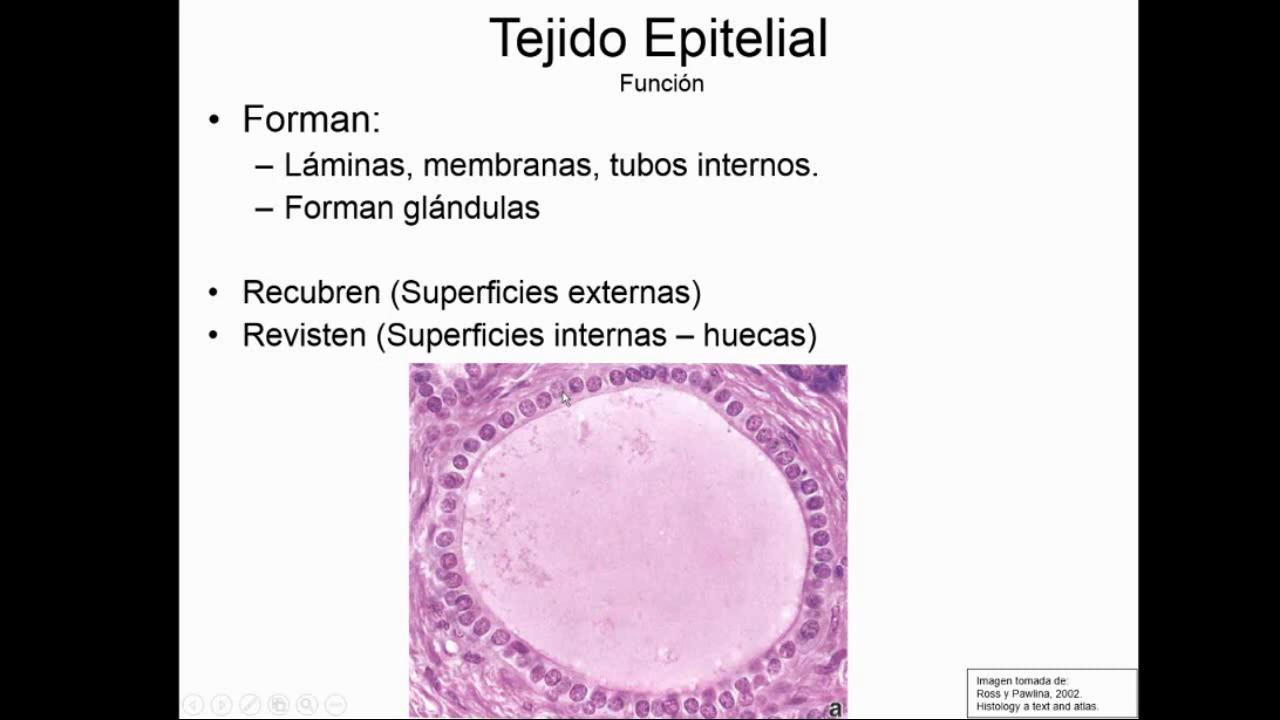 Tejido Epitelial
Función
• Forman:
– Láminas, membranas, tubos internos.
– Forman glándulas
• Recubren (Superficies externas)
• Revisten (Superficies internas – huecas)
a
Imagen tomada de:
Ross y Pawlina, 2002.
Histology a text and atlas.